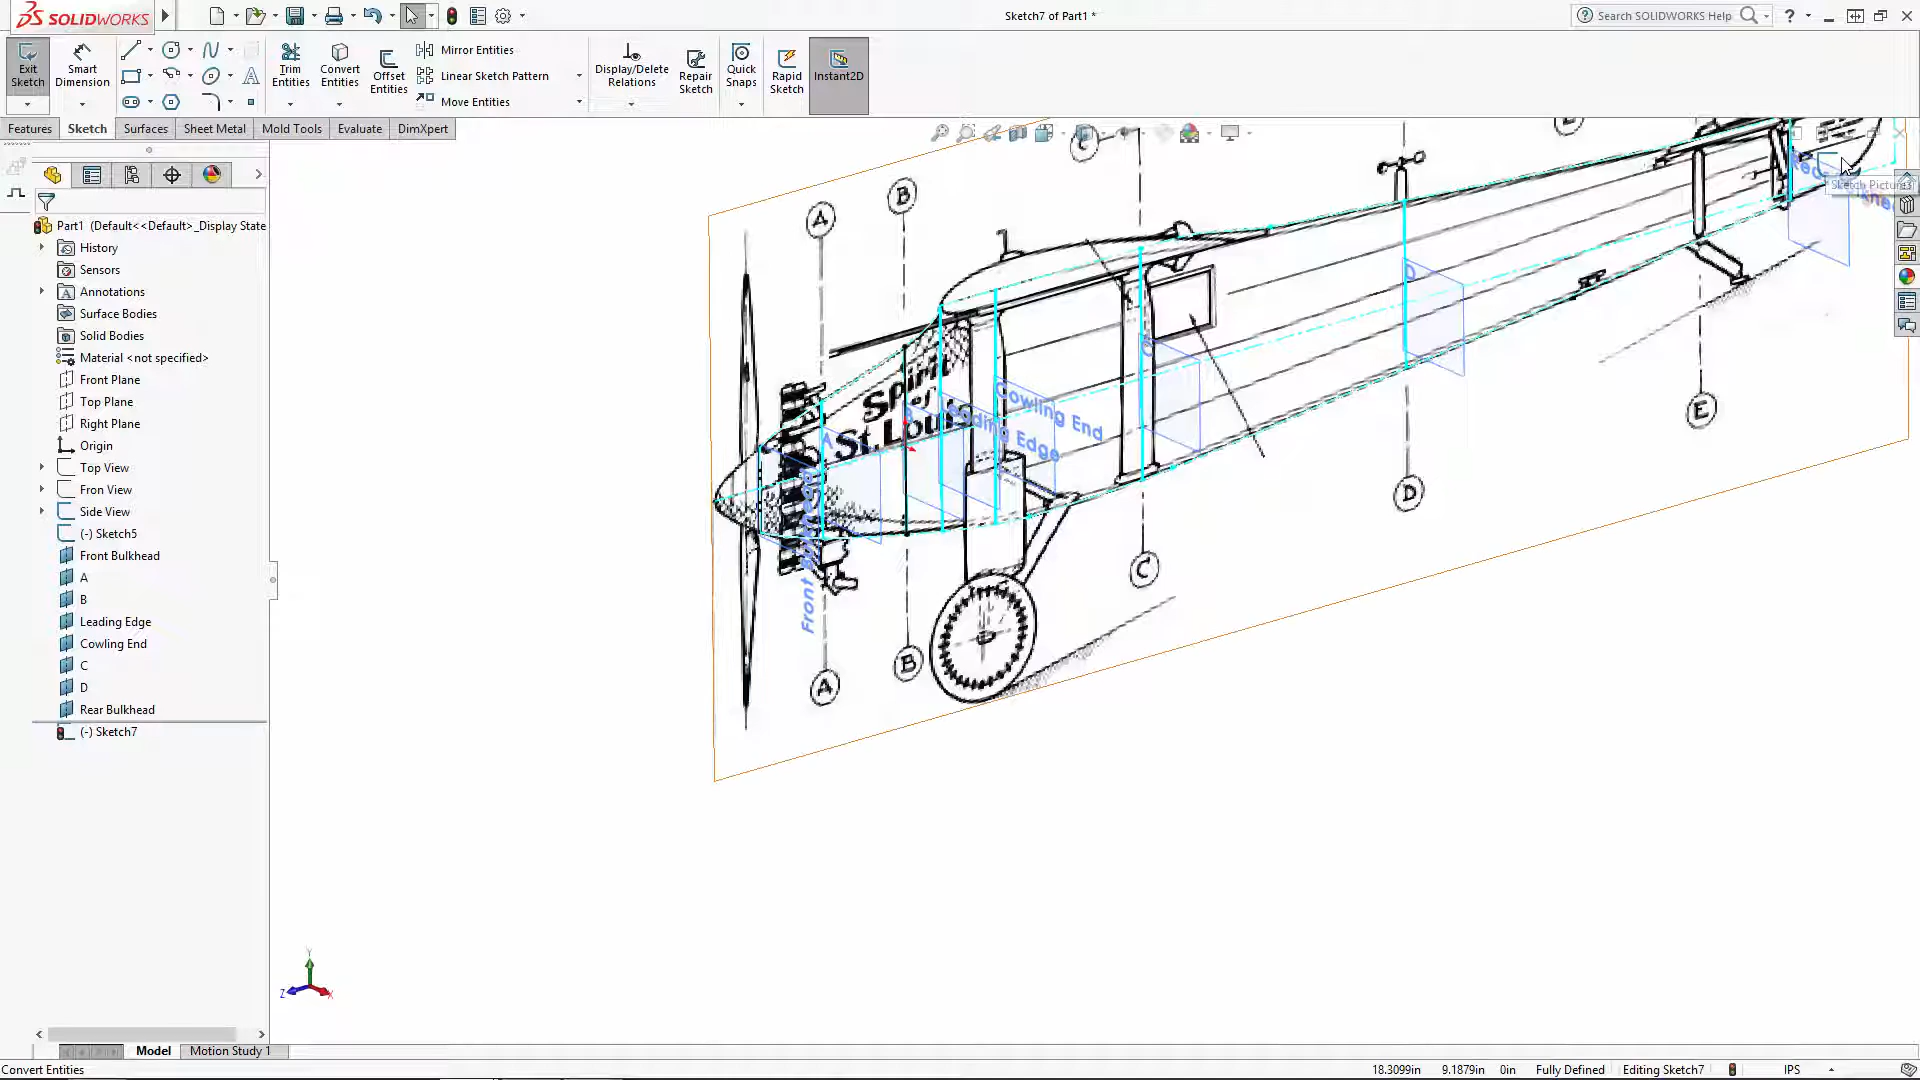 SOLIDWORKS
Sketch7 of Part1 *
Search SOLIDWORKS Help
Exit Sketch
Smart Dimension
Trim Entities
Convert Entities
Offset Entities
Mirror Entities
Linear Sketch Pattern
Move Entities
Display/Delete Relations
Repair Sketch
Quick Snaps
Rapid Sketch
Instant2D
Features Sketch Surfaces Sheet Metal Mold Tools Evaluate DimXpert
Part1 (Default<<Default>_Display State
History
Sensors
Annotations
Surface Bodies
Solid Bodies
Material <not specified>
Front Plane
Top Plane
Right Plane
Origin
Top View
Fron View
Side View
(-) Sketch5
Front Bulkhead
A
B
Leading Edge
Cowling End
C
D
Rear Bulkhead
(-) Sketch7
A
B
C
Sketch Picture3
Spirit
of
St. Louis
Front Bulkhead
A
B
Leading Edge
Cowling End
C
D
A
B
C
D
E
Y
Z
X
Model Motion Study 1
Convert Entities
18.3099in 9.1879in 0in Fully Defined Editing Sketch7 IPS